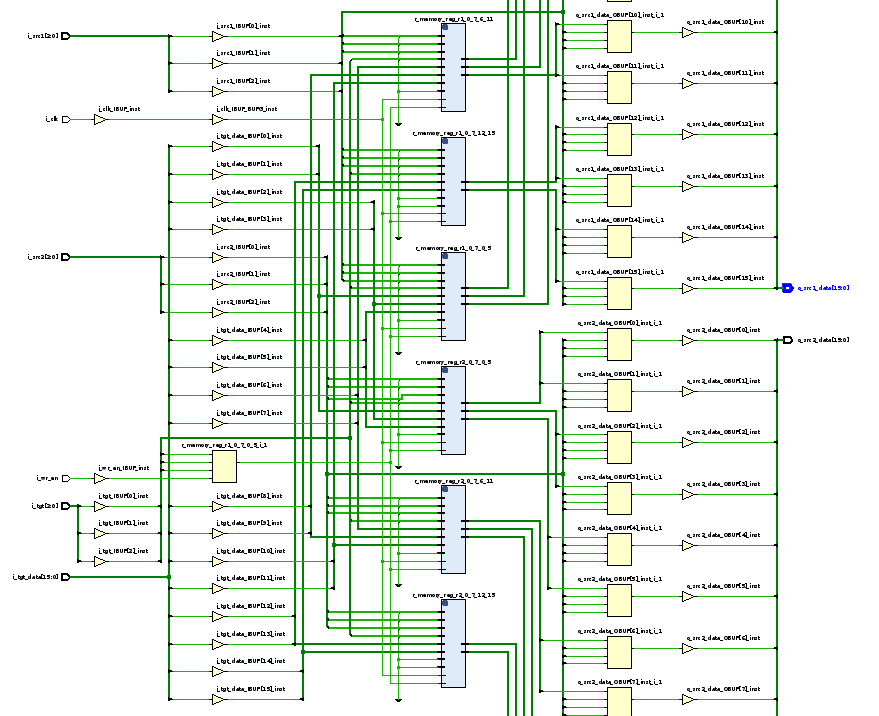 o_src1_data_OBUF[10]_inst_i_1
o_src1_data_OBUF[10]_inst
r_memory_reg_r1_0_7_6_11
i_src1_IBUF[0]_inst
i_src1[2:0]
i_src1_IBUF[1]_inst
o_src1_data_OBUF[11]_inst_i_1
o_src1_data_OBUF[11]_inst
i_src1_IBUF[2]_inst
i_clk_IBUF_inst
i_clk_IBUF_BUFG_inst
i_clk
o_src1_data_OBUF[12]_inst_i_1
o_src1_data_OBUF[12]_inst
r_memory_reg_r1_0_7_12_15
i_tgt_data_IBUF[0]_inst
i_tgt_data_IBUF[1]_inst
o_src1_data_OBUF[13]_inst_i_1
o_src1_data_OBUF[13]_inst
i_tgt_data_IBUF[2]_inst
i_tgt_data_IBUF[3]_inst
o_src1_data_OBUF[14]_inst_i_1
o_src1_data_OBUF[14]_inst
r_memory_reg_r1_0_7_0_5
i_src2_IBUF[0]_inst
i_src2[2:0]
i_src2_IBUF[1]_inst
o_src1_data_OBUF[15]_inst_i_1
o_src1_data_OBUF[15]_inst
o_src1_data[15:0]
i_src2_IBUF[2]_inst
o_src2_data_OBUF[0]_inst_i_1
o_src2_data_OBUF[0]_inst
i_tgt_data_IBUF[4]_inst
o_src2_data[15:0]
i_tgt_data_IBUF[5]_inst
r_memory_reg_r2_0_7_0_5
o_src2_data_OBUF[1]_inst_i_1
o_src2_data_OBUF[1]_inst
i_tgt_data_IBUF[6]_inst
i_tgt_data_IBUF[7]_inst
o_src2_data_OBUF[2]_inst_i_1
o_src2_data_OBUF[2]_inst
r_memory_reg_r1_0_7_0_5_i_1
i_wr_en_IBUF_inst
i_wr_en
o_src2_data_OBUF[3]_inst_i_1
o_src2_data_OBUF[3]_inst
r_memory_reg_r2_0_7_6_11
i_tgt_IBUF[0]_inst
i_tgt_data_IBUF[8]_inst
i_tgt[2:0]
i_tgt_IBUF[1]_inst
i_tgt_data_IBUF[9]_inst
o_src2_data_OBUF[4]_inst_i_1
o_src2_data_OBUF[4]_inst
i_tgt_IBUF[2]_inst
i_tgt_data_IBUF[10]_inst
i_tgt_data[15:0]
i_tgt_data_IBUF[11]_inst
o_src2_data_OBUF[5]_inst_i_1
o_src2_data_OBUF[5]_inst
r_memory_reg_r2_0_7_12_15
i_tgt_data_IBUF[12]_inst
i_tgt_data_IBUF[13]_inst
o_src2_data_OBUF[6]_inst_i_1
o_src2_data_OBUF[6]_inst
i_tgt_data_IBUF[14]_inst
i_tgt_data_IBUF[15]_inst
o_src2_data_OBUF[7]_inst_i_1
o_src2_data_OBUF[7]_inst